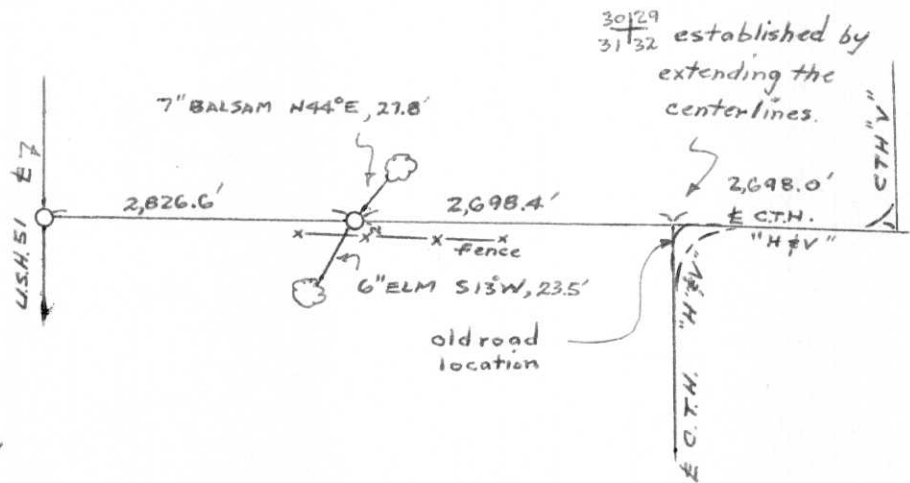 30|29
31|32 established by
extending the
centerlines.
7" BALSAM N44°E, 27.8'
CTH "V"
℄
U.S.H. 51
2,826.6'
2,698.4'
2,698.0'
℄ C.T.H.
"H & V"
fence
6" ELM S13°W, 23.5'
old road
location
℄ C.T.H. "H & V"